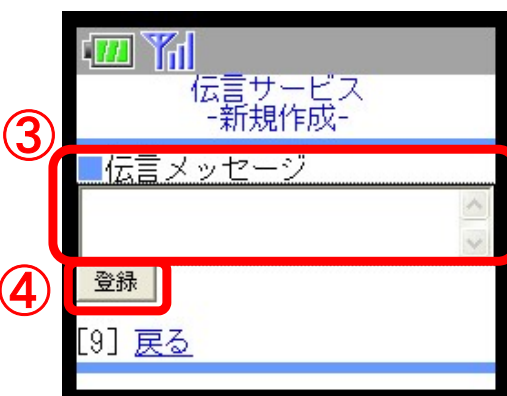 伝言サービス
-新規作成-
③
■伝言メッセージ
④
登録
[9] 戻る